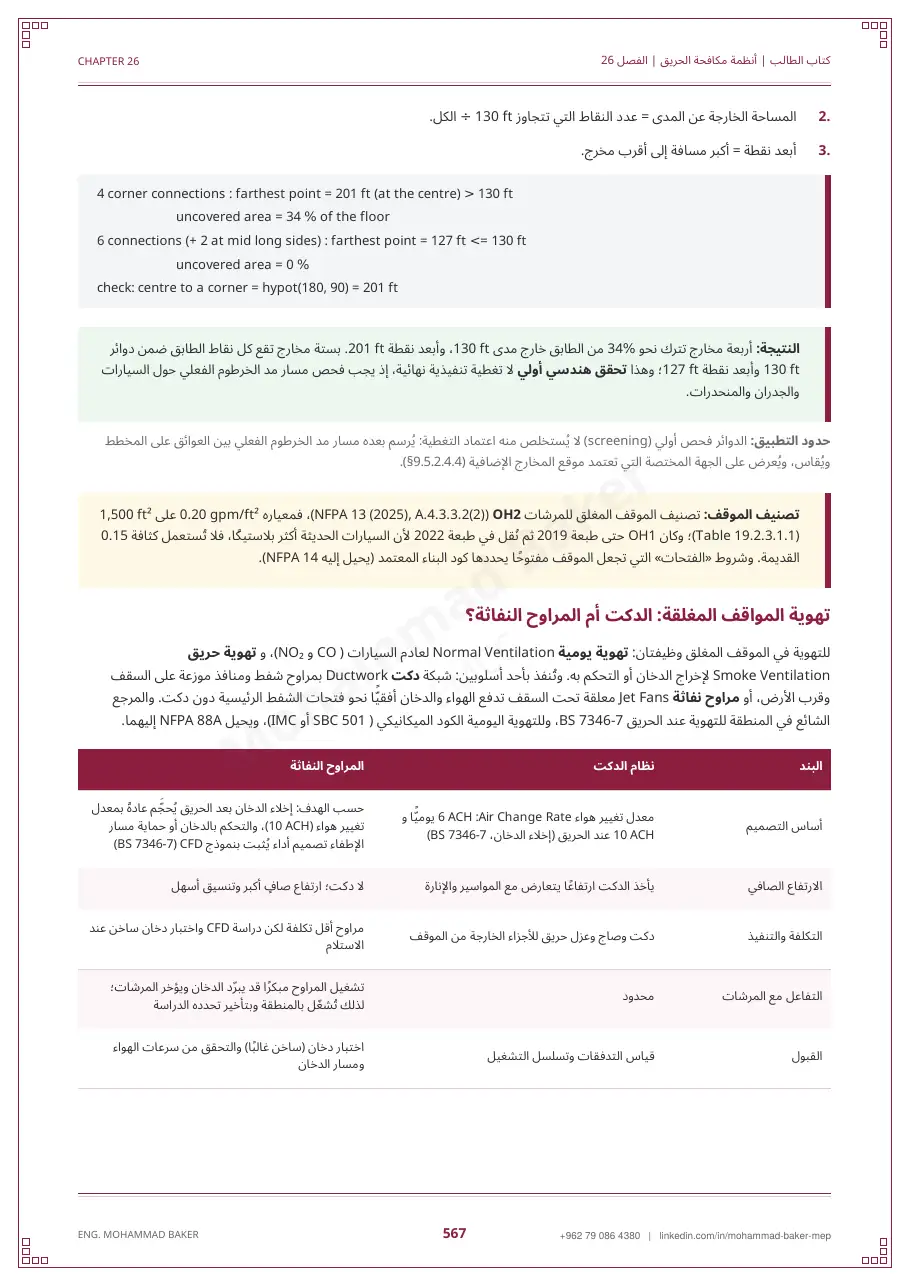 CHAPTER 26
كتاب الطالب | أنظمة مكافحة الحريق | الفصل 26
2. المساحة الخارجة عن المدى = عدد النقاط التي تتجاوز 130 ft ÷ الكل.
3. أبعد نقطة = أكبر مسافة إلى أقرب مخرج.
4 corner connections : farthest point = 201 ft (at the centre) > 130 ft
uncovered area = 34 % of the floor
6 connections (+ 2 at mid long sides) : farthest point = 127 ft <= 130 ft
uncovered area = 0 %
check: centre to a corner = hypot(180, 90) = 201 ft
النتيجة: أربعة مخارج تترك نحو 34% من الطابق خارج مدى 130 ft، وأبعد نقطة 201 ft. بستة مخارج تقع كل نقاط الطابق ضمن دوائر
130 ft وأبعد نقطة 127 ft؛ وهذا تحقق هندسي أولي لا تغطية تنفيذية نهائية، إذ يجب فحص مسار مد الخرطوم الفعلي حول السيارات
والجدران والمنحدرات.
حدود التطبيق: الدوائر فحص أولي (screening) لا يُستخلص منه اعتماد التغطية: يُرسم بعده مسار مد الخرطوم الفعلي بين العوائق على المخطط
ويُقاس، ويُعرض على الجهة المختصة التي تعتمد موقع المخارج الإضافية (§9.5.2.4.4).
تصنيف الموقف: تصنيف الموقف المغلق للمرشات OH2 (NFPA 13 (2025), A.4.3.3.2(2))، فمعياره 0.20 gpm/ft² على 1,500 ft²
(Table 19.2.3.1.1)؛ وكان OH1 حتى طبعة 2019 ثم نُقل في طبعة 2022 لأن السيارات الحديثة أكثر بلاستيكًا، فلا تُستعمل كثافة 0.15
القديمة. وشروط «الفتحات» التي تجعل الموقف مفتوحًا يحددها كود البناء المعتمد (يحيل إليه NFPA 14).
تهوية المواقف المغلقة: الدكت أم المراوح النفاثة؟
للتهوية في الموقف المغلق وظيفتان: تهوية يومية Normal Ventilation لعادم السيارات ( CO و NO₂)، و تهوية حريق
Smoke Ventilation لإخراج الدخان أو التحكم به. وتُنفذ بأحد أسلوبين: شبكة دكت Ductwork بمراوح شفط ومنافذ موزعة على السقف
وقرب الأرض، أو مراوح نفاثة Jet Fans معلقة تحت السقف تدفع الهواء والدخان أفقيًّا نحو فتحات الشفط الرئيسية دون دكت. والمرجع
الشائع في المنطقة للتهوية عند الحريق BS 7346-7، وللتهوية اليومية الكود الميكانيكي ( SBC 501 أو IMC)، ويحيل NFPA 88A إليهما.
البند نظام الدكت المراوح النفاثة
أساس التصميم
معدل تغيير هواء Air Change Rate: 6 ACH يوميًّا و
10 ACH عند الحريق (إخلاء الدخان، BS 7346-7)
حسب الهدف: إخلاء الدخان بعد الحريق يُحجَّم عادةً بمعدل
تغيير هواء (10 ACH)، والتحكم بالدخان أو حماية مسار
الإطفاء تصميم أداء يُثبت بنموذج CFD (BS 7346-7)
الارتفاع الصافي يأخذ الدكت ارتفاعًا يتعارض مع المواسير والإنارة لا دكت؛ ارتفاع صافٍ أكبر وتنسيق أسهل
التكلفة والتنفيذ
دكت وصاج وعزل حريق للأجزاء الخارجة من الموقف
مراوح أقل تكلفة لكن دراسة CFD واختبار دخان ساخن عند
الاستلام
التفاعل مع المرشات
محدود
تشغيل المراوح مبكرًا قد يبرّد الدخان ويؤخر المرشات؛
لذلك تُشغّل بالمنطقة وبتأخير تحدده الدراسة
القبول
قياس التدفقات وتسلسل التشغيل
اختبار دخان (ساخن غالبًا) والتحقق من سرعات الهواء
ومسار الدخان
ENG. MOHAMMAD BAKER
567
+962 79 086 4380 | linkedin.com/in/mohammad-baker-mep
Mohammad Baker